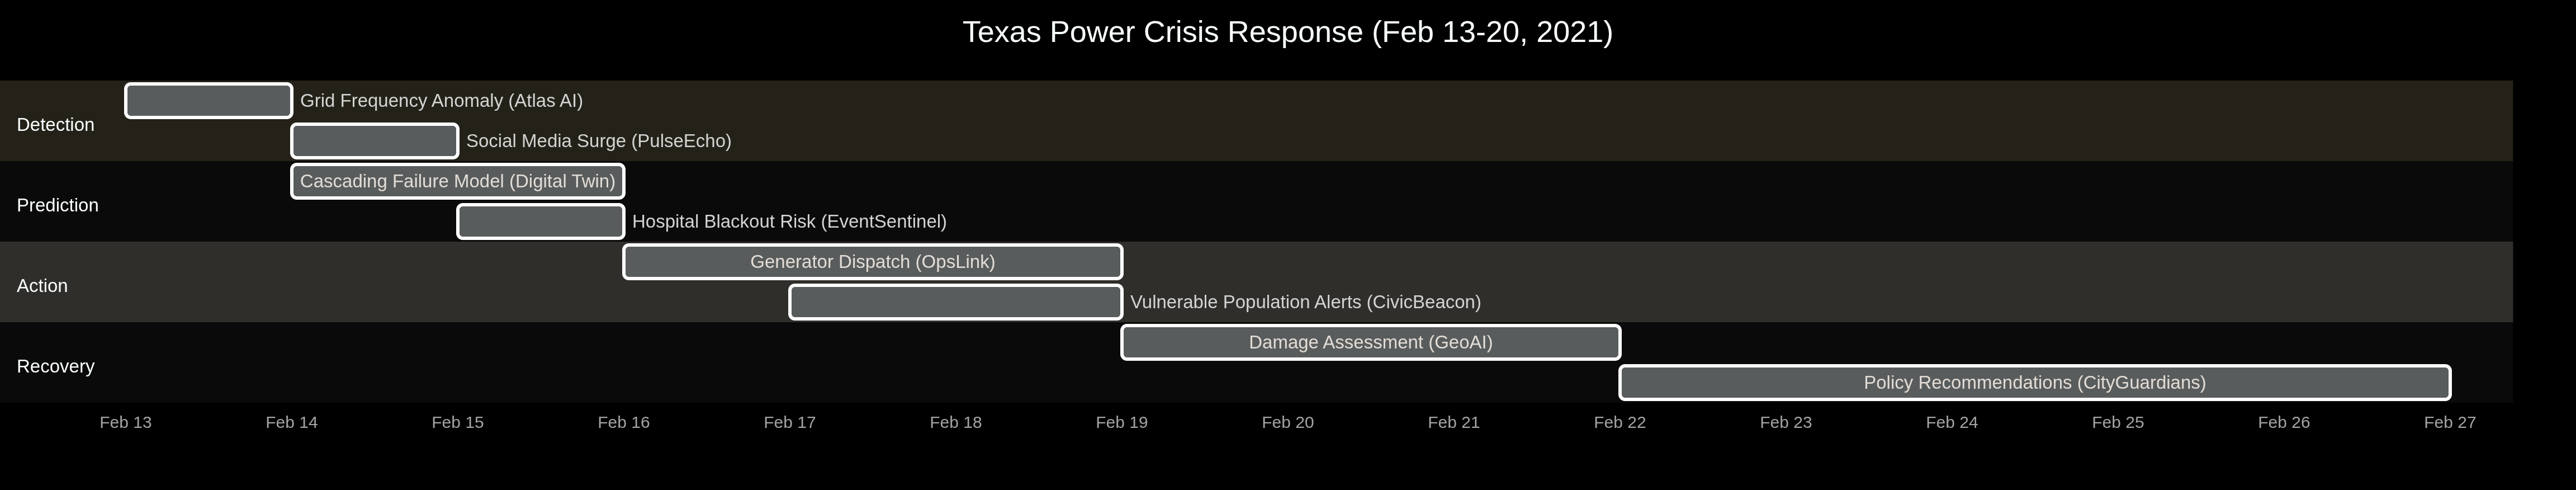 Texas Power Crisis Response (Feb 13-20, 2021)
Detection
Grid Frequency Anomaly (Atlas AI)
Social Media Surge (PulseEcho)
Prediction
Cascading Failure Model (Digital Twin)
Hospital Blackout Risk (EventSentinel)
Action
Generator Dispatch (OpsLink)
Vulnerable Population Alerts (CivicBeacon)
Recovery
Damage Assessment (GeoAI)
Policy Recommendations (CityGuardians)
Feb 13 Feb 14 Feb 15 Feb 16 Feb 17 Feb 18 Feb 19 Feb 20 Feb 21 Feb 22 Feb 23 Feb 24 Feb 25 Feb 26 Feb 27